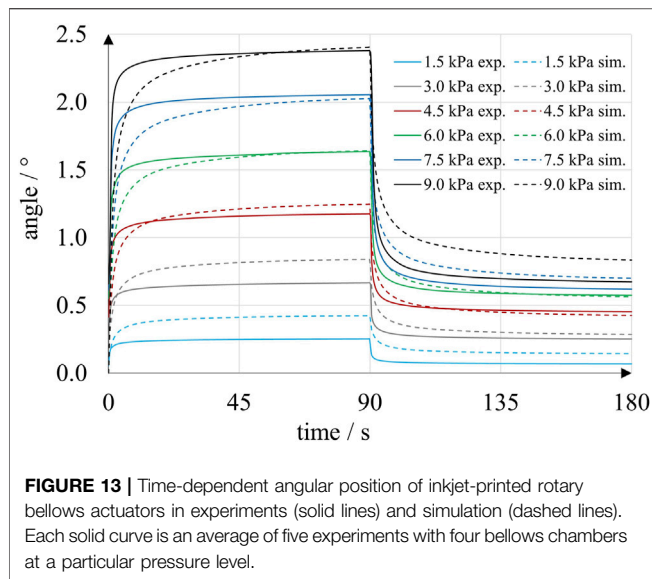 2.5
2.0
1.5
1.0
0.5
0.0
angle / °
1.5 kPa exp. 1.5 kPa sim.
3.0 kPa exp. 3.0 kPa sim.
4.5 kPa exp. 4.5 kPa sim.
6.0 kPa exp. 6.0 kPa sim.
7.5 kPa exp. 7.5 kPa sim.
9.0 kPa exp. 9.0 kPa sim.
0 45 90 135 180
time / s
FIGURE 13 | Time-dependent angular position of inkjet-printed rotary
bellows actuators in experiments (solid lines) and simulation (dashed lines).
Each solid curve is an average of five experiments with four bellows chambers
at a particular pressure level.